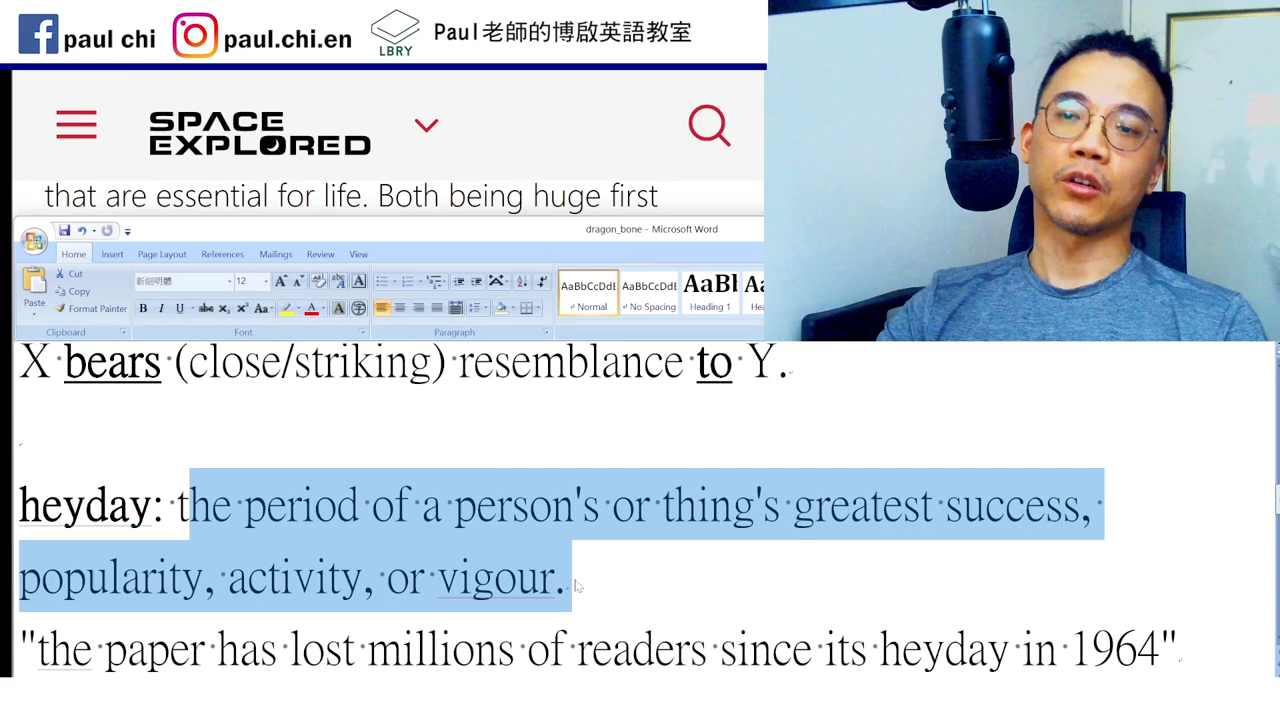 paul chi
paul.chi.en
LBRY
Paul老師的博啟英語教室
SPACE
EXPLORED
that are essential for life. Both being huge first
dragon_bone - Microsoft Word
Home Insert Page Layout References Mailings Review View
Cut
Copy
Format Painter
Paste
新細明體 12
AaBbCcDdE AaBbCcDdE AaBbC AaB
Normal No Spacing Heading 1 Hea
Clipboard Font Paragraph
X bears (close/striking) resemblance to Y.
heyday: the period of a person's or thing's greatest success,
popularity, activity, or vigour.
"the paper has lost millions of readers since its heyday in 1964"